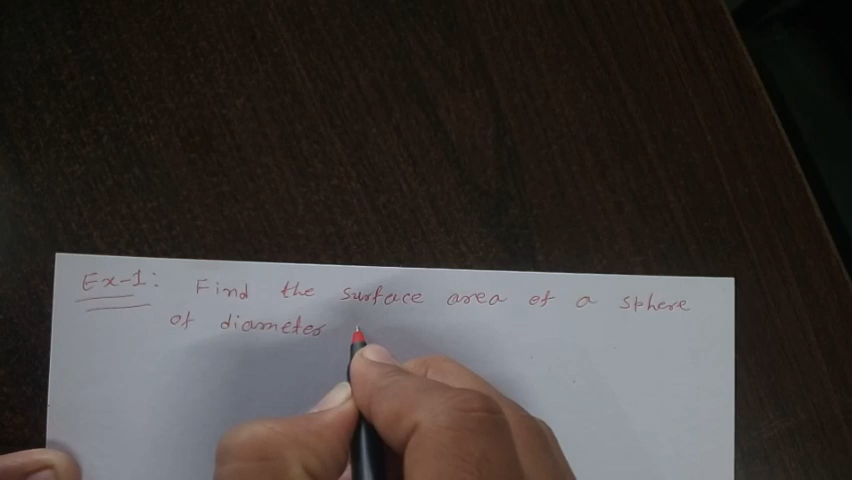 Ex-1: Find the surface area of a sphere
of diameter